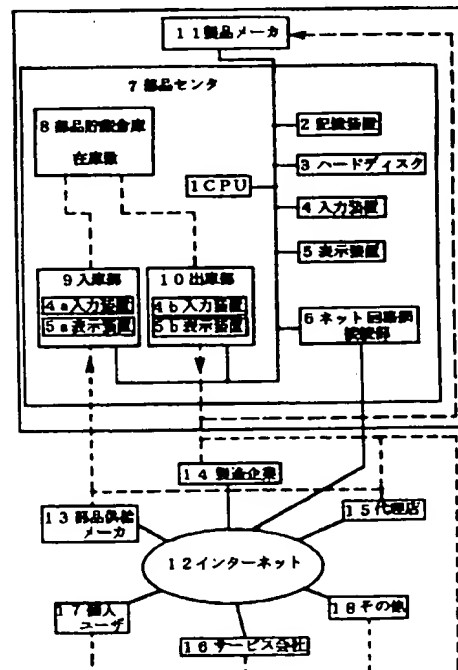 11製品メーカ
7部品センタ
8部品貯蔵倉庫
在庫数
2記憶装置
3ハードディスク
1CPU
4入力装置
5表示装置
9入庫部
4a入力装置
5a表示装置
10出庫部
4b入力装置
5b表示装置
6ネット回路網
接続部
14製造企業
13部品供給
メーカ
15代理店
12インターネット
17個人
ユーザ
18その他
16サービス会社